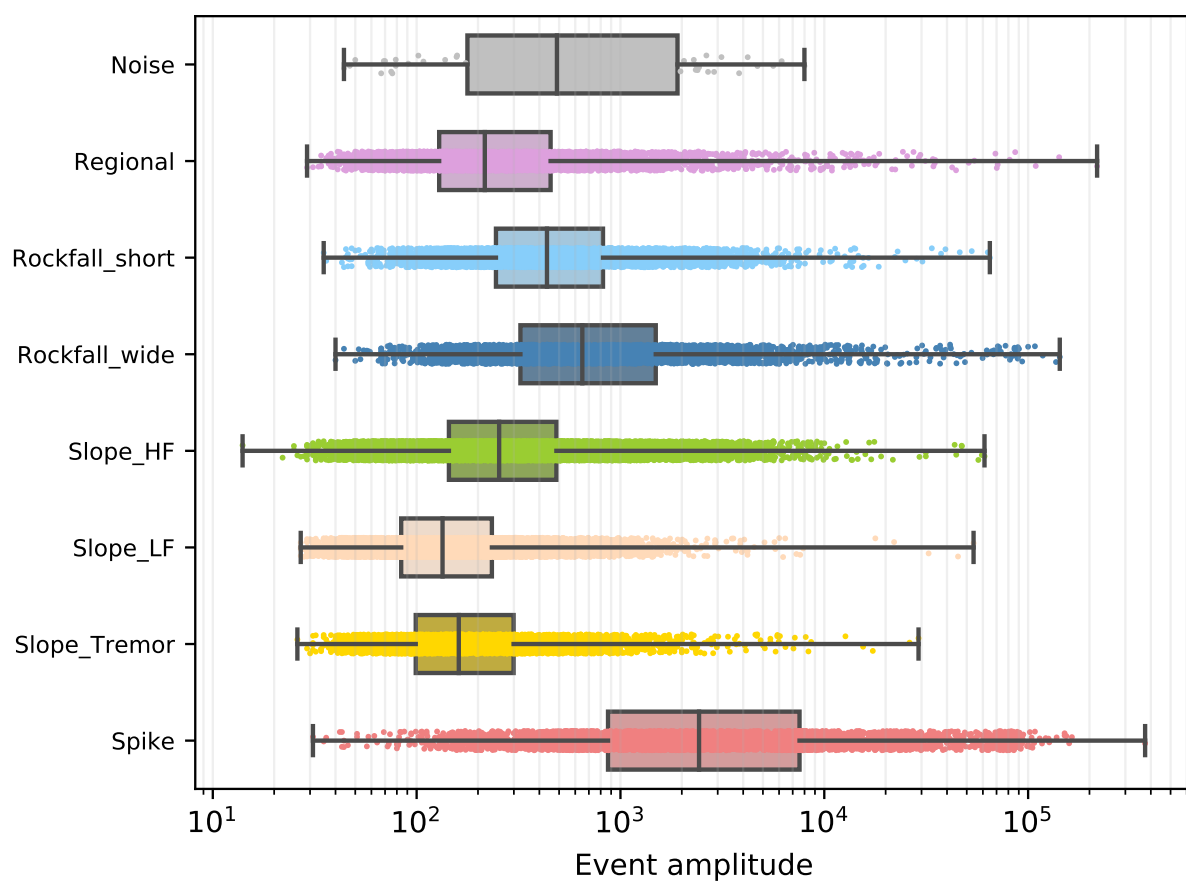 Noise
Regional
Rockfall_short
Rockfall_wide
Slope_HF
Slope_LF
Slope_Tremor
Spike
10¹ 10² 10³ 10⁴ 10⁵
Event amplitude